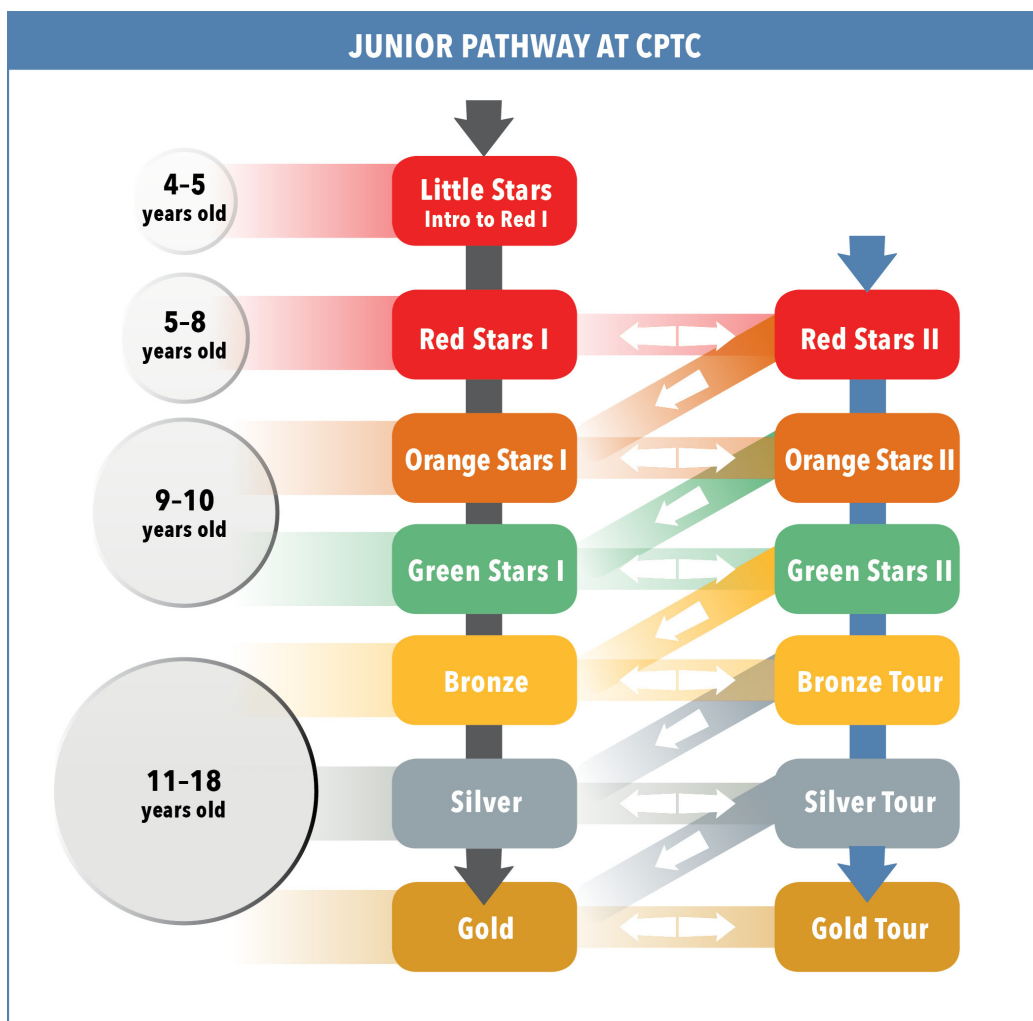 JUNIOR PATHWAY AT CPTC
4–5
years old
Little Stars
Intro to Red I
5–8
years old
Red Stars I
Red Stars II
9–10
years old
Orange Stars I
Orange Stars II
Green Stars I
Green Stars II
11–18
years old
Bronze
Bronze Tour
Silver
Silver Tour
Gold
Gold Tour